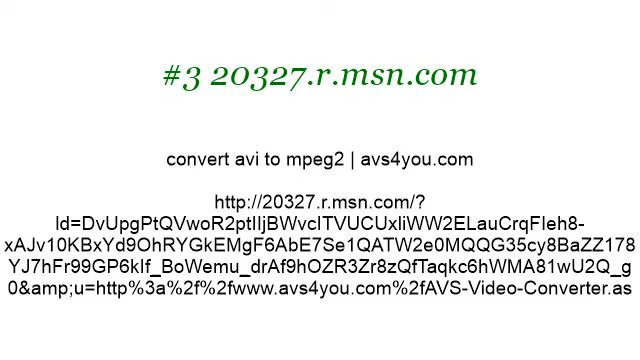 #3 20327.r.msn.com
convert avi to mpeg2 | avs4you.com
http://20327.r.msn.com/?
ld=DvUpgPtQVwoR2ptIIjBWvcITVUCUxliWW2ELauCrqFIeh8-
xAJv10KBxYd9OhRYGkEMgF6AbE7Se1QATW2e0MQQG35cy8BaZZ178
YJ7hFr99GP6kIf_BoWemu_drAf9hOZR3Zr8zQfTaqkc6hWMA81wU2Q_g
0&amp;u=http%3a%2f%2fwww.avs4you.com%2fAVS-Video-Converter.as